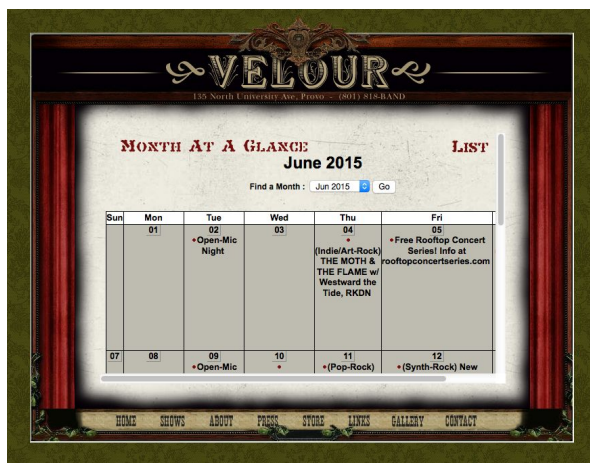 VELOUR
135 North University Ave, Provo - (801) 818-BAND
MONTH AT A GLANCE
LIST
June 2015
Find a Month : Jun 2015 Go
Sun Mon Tue Wed Thu Fri
01 02 03 04 05
•Open-Mic Night
•
(Indie/Art-Rock)
THE MOTH &
THE FLAME w/
Westward the
Tide, RKDN
•Free Rooftop Concert
Series! Info at
rooftopconcertseries.com
07 08 09 10 11 12
•Open-Mic • •(Pop-Rock) •(Synth-Rock) New
HOME SHOWS ABOUT PRESS STORE LINKS GALLERY CONTACT